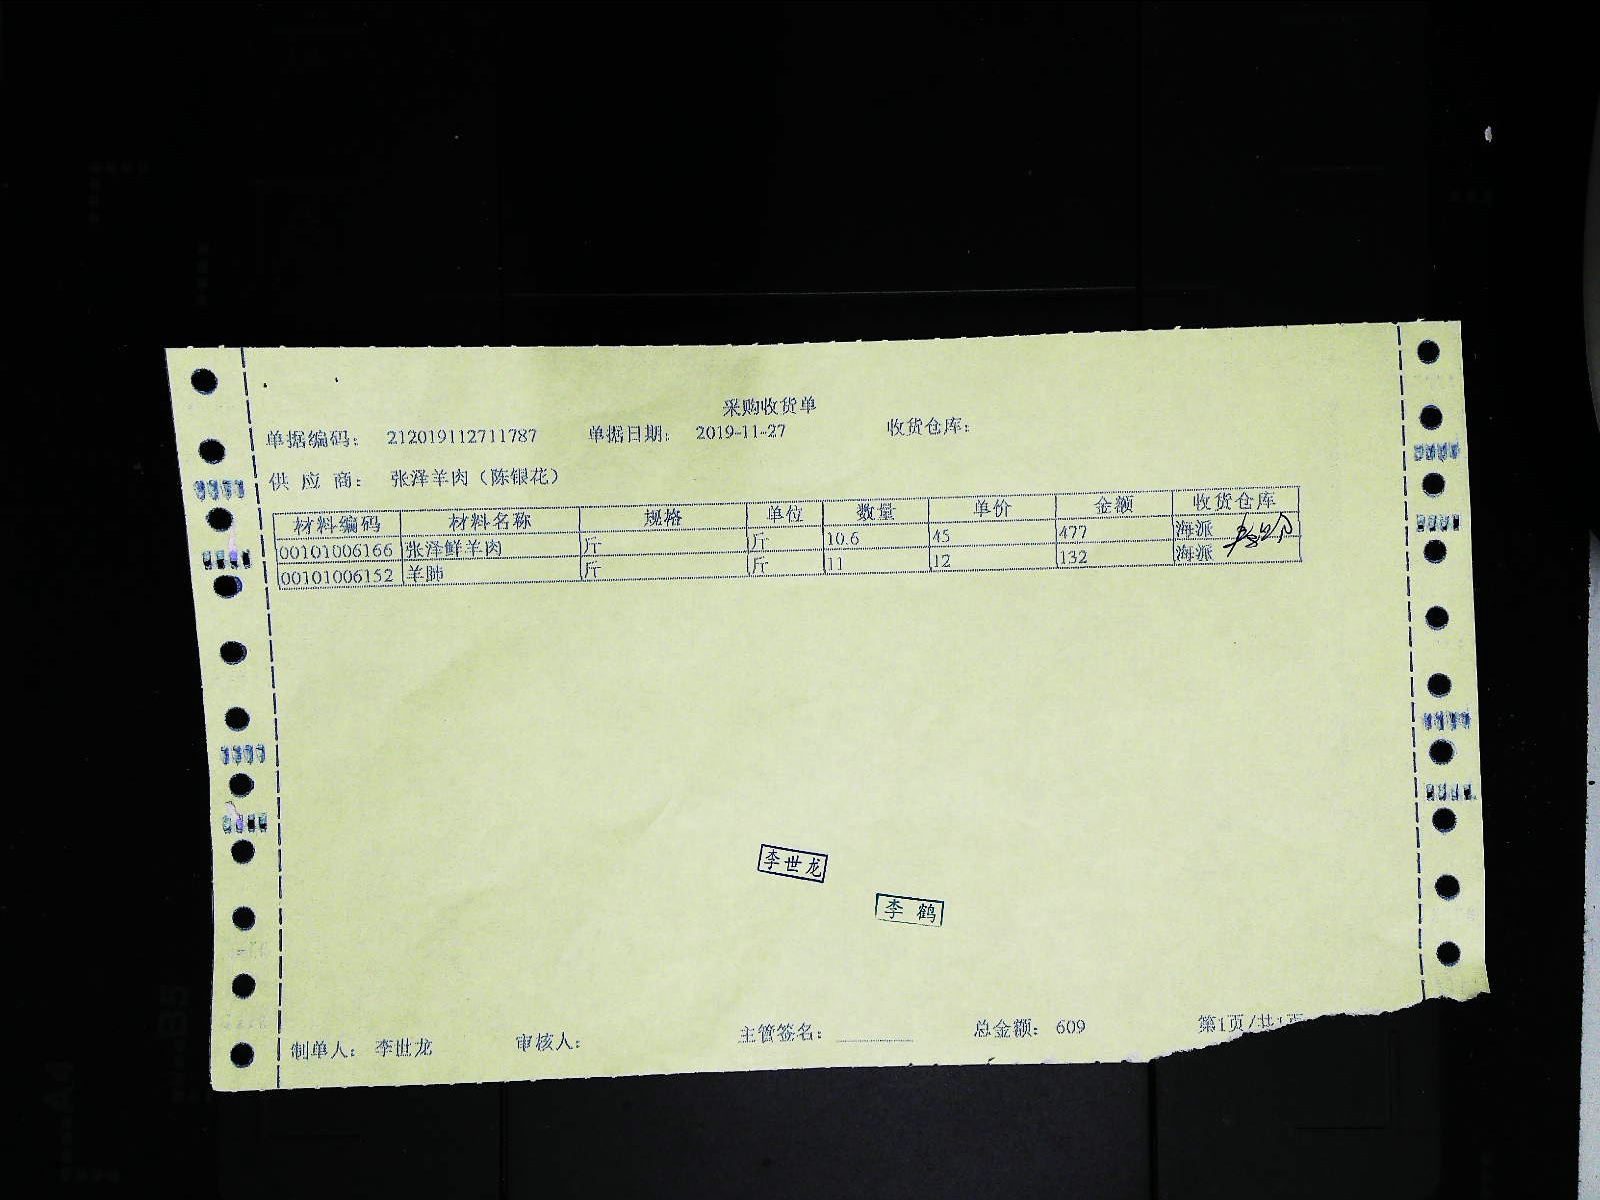 采购收货单
单据编码： 212019112711787 单据日期： 2019-11-27 收货仓库：
供 应 商： 张泽羊肉（陈银花）
材料编码 材料名称 规格 单位 数量 单价 金额 收货仓库
00101006166 张泽鲜羊肉 斤 斤 10.6 45 477 海派
00101006152 羊肺 斤 斤 11 12 132 海派
李世龙
李 鹤
制单人： 李世龙 审核人： 主管签名： 总金额： 609 第1页/共1页